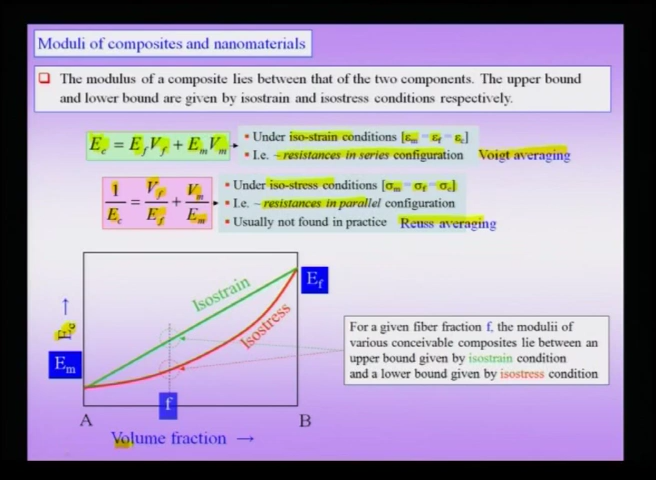 Moduli of composites and nanomaterials
The modulus of a composite lies between that of the two components. The upper bound
and lower bound are given by isostrain and isostress conditions respectively.
E_c = E_f V_f + E_m V_m
Under iso-strain conditions [ε_m = ε_f = ε_c]
I.e. ~ resistances in series configuration
Voigt averaging
1/E_c = V_f/E_f + V_m/E_m
Under iso-stress conditions [σ_m = σ_f = σ_c]
I.e. ~ resistances in parallel configuration
Usually not found in practice
Reuss averaging
Isostrain
Isostress
E_f
E_c →
E_m
For a given fiber fraction f, the modulii of
various conceivable composites lie between an
upper bound given by isostrain condition
and a lower bound given by isostress condition
f
A
B
Volume fraction →